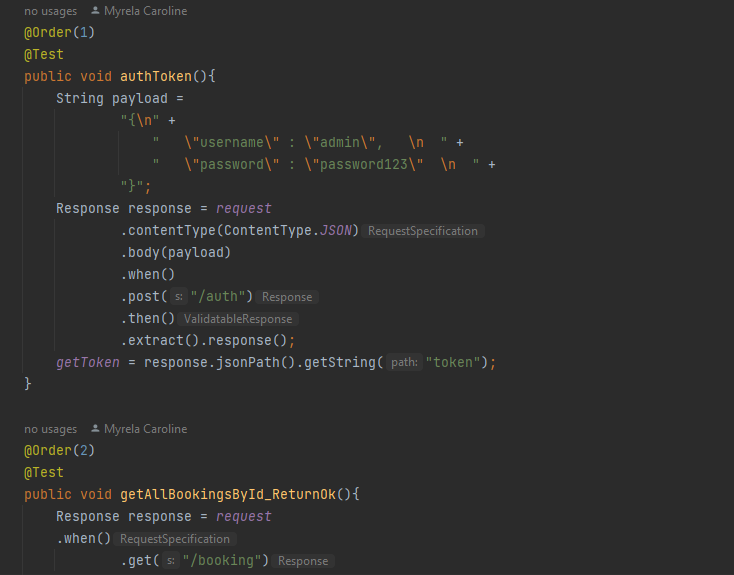 no usages Myrela Caroline
@Order(1)
@Test
public void authToken(){
String payload =
"{\n" +
"   \"username\" : \"admin\",   \n  " +
"   \"password\" : \"password123\"  \n  " +
"}";
Response response = request
.contentType(ContentType.JSON) RequestSpecification
.body(payload)
.when()
.post( s: "/auth") Response
.then() ValidatableResponse
.extract().response();
getToken = response.jsonPath().getString( path: "token");
}
no usages Myrela Caroline
@Order(2)
@Test
public void getAllBookingsById_ReturnOk(){
Response response = request
.when() RequestSpecification
.get( s: "/booking") Response